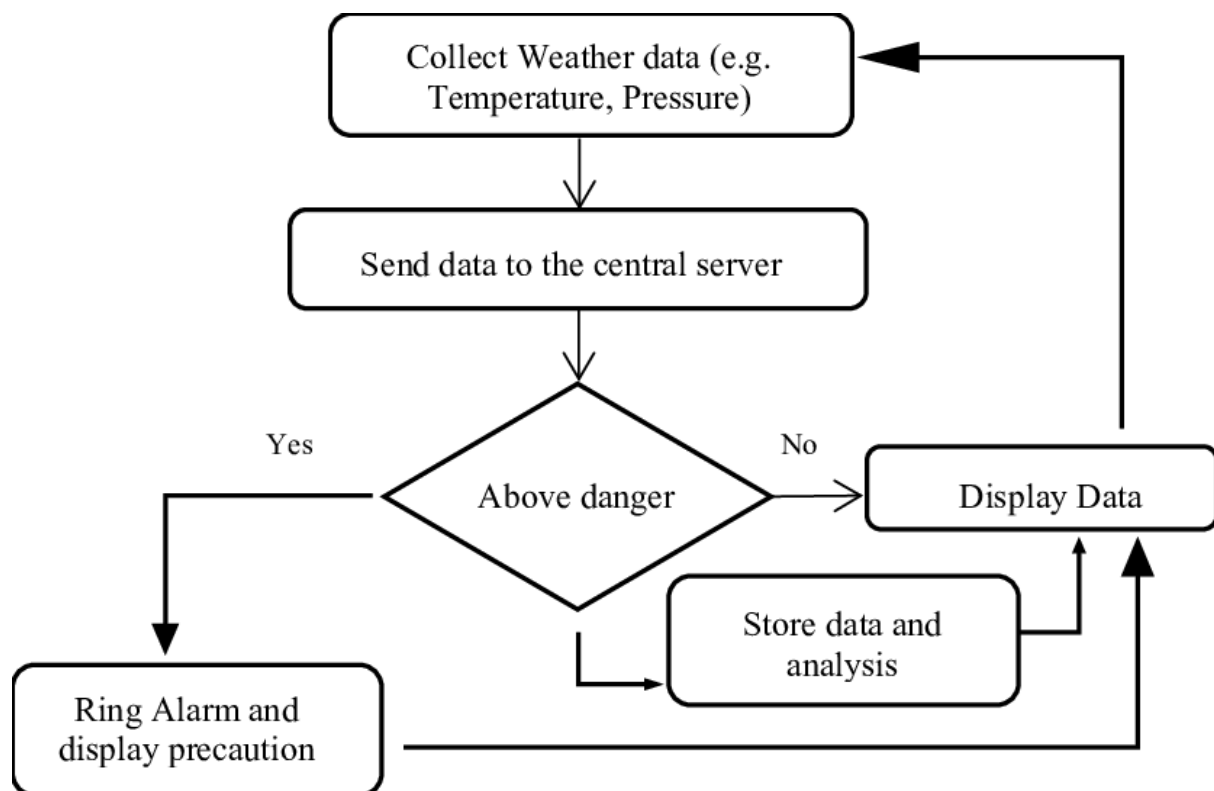 Collect Weather data (e.g.
Temperature, Pressure)
Send data to the central server
Yes
No
Above danger
Display Data
Store data and
analysis
Ring Alarm and
display precaution